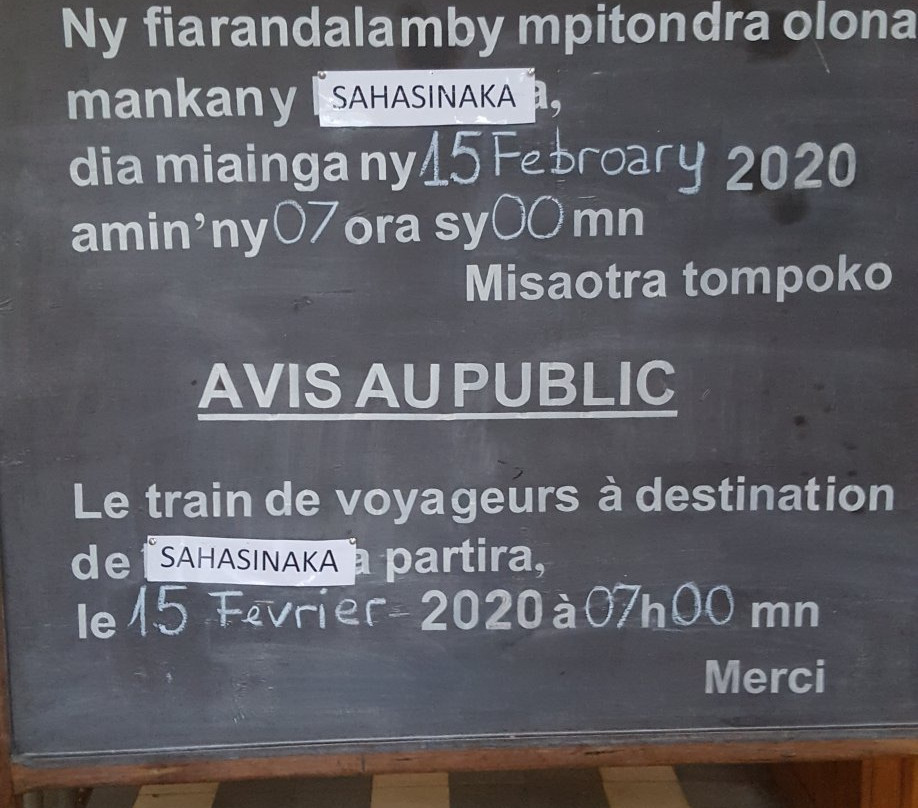 Ny fiarandalamby mpitondra olona
mankany SAHASINAKA a,
dia miainga ny 15 Febroary 2020
amin'ny 07 ora sy 00 mn
Misaotra tompoko
AVIS AU PUBLIC
Le train de voyageurs à destination
de SAHASINAKA a partira,
le 15 Fevrier - 2020 à 07h00 mn
Merci